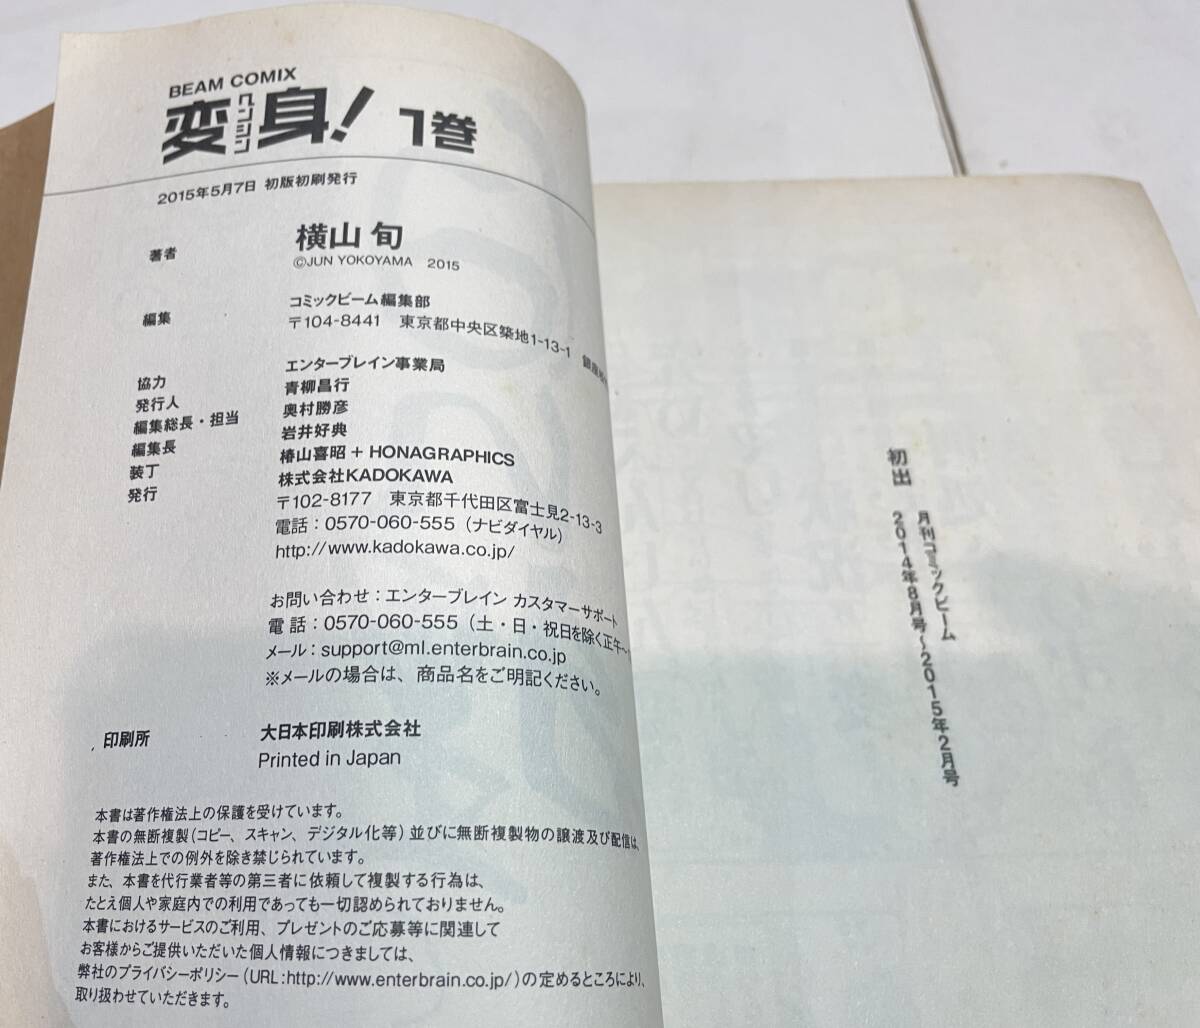 BEAM COMIX
変身! 1巻
ヘンシン
2015年5月7日 初版初刷発行
著者 横山 旬
©JUN YOKOYAMA 2015
編集 コミックビーム編集部
〒104-8441 東京都中央区築地1-13-1
協力 エンターブレイン事業局
発行人 青柳昌行
編集総長・担当 奥村勝彦
編集長 岩井好典
装丁 椿山喜昭 + HONAGRAPHICS
発行 株式会社KADOKAWA
〒102-8177 東京都千代田区富士見2-13-3
電話：0570-060-555（ナビダイヤル）
http://www.kadokawa.co.jp/
お問い合わせ：エンターブレイン カスタマーサポート
電話：0570-060-555（土・日・祝日を除く正午〜
メール：support@ml.enterbrain.co.jp
※メールの場合は、商品名をご明記ください。
印刷所 大日本印刷株式会社
Printed in Japan
本書は著作権法上の保護を受けています。
本書の無断複製（コピー、スキャン、デジタル化等）並びに無断複製物の譲渡及び配信は、
著作権法上での例外を除き禁じられています。
また、本書を代行業者等の第三者に依頼して複製する行為は、
たとえ個人や家庭内での利用であっても一切認められておりません。
本書におけるサービスのご利用、プレゼントのご応募等に関連して
お客様からご提供いただいた個人情報につきましては、
弊社のプライバシーポリシー（URL:http://www.enterbrain.co.jp/）の定めるところにより、
取り扱わせていただきます。
初出 月刊コミックビーム
2014年8月号〜2015年2月号